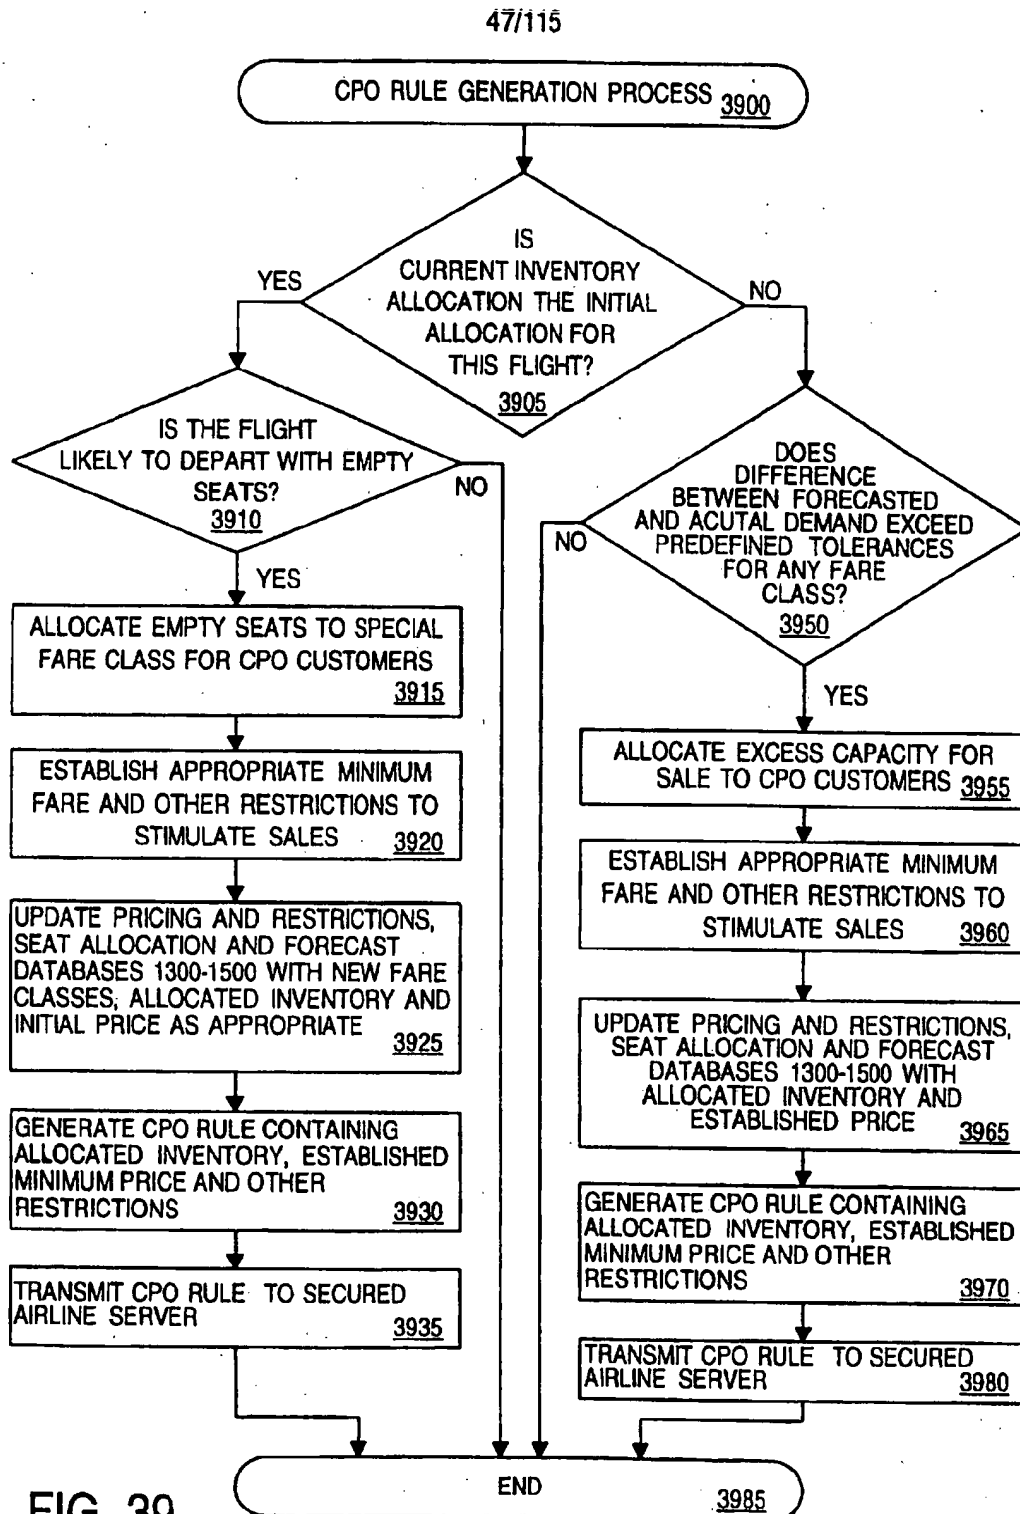 47/115
CPO RULE GENERATION PROCESS 3900
IS
CURRENT INVENTORY
ALLOCATION THE INITIAL
ALLOCATION FOR
THIS FLIGHT?
3905
YES
NO
IS THE FLIGHT
LIKELY TO DEPART WITH EMPTY
SEATS?
3910
NO
YES
DOES
DIFFERENCE
BETWEEN FORECASTED
AND ACUTAL DEMAND EXCEED
PREDEFINED TOLERANCES
FOR ANY FARE
CLASS?
3950
NO
YES
ALLOCATE EMPTY SEATS TO SPECIAL
FARE CLASS FOR CPO CUSTOMERS
3915
ESTABLISH APPROPRIATE MINIMUM
FARE AND OTHER RESTRICTIONS TO
STIMULATE SALES 3920
UPDATE PRICING AND RESTRICTIONS,
SEAT ALLOCATION AND FORECAST
DATABASES 1300-1500 WITH NEW FARE
CLASSES, ALLOCATED INVENTORY AND
INITIAL PRICE AS APPROPRIATE 3925
GENERATE CPO RULE CONTAINING
ALLOCATED INVENTORY, ESTABLISHED
MINIMUM PRICE AND OTHER
RESTRICTIONS 3930
TRANSMIT CPO RULE TO SECURED
AIRLINE SERVER 3935
ALLOCATE EXCESS CAPACITY FOR
SALE TO CPO CUSTOMERS 3955
ESTABLISH APPROPRIATE MINIMUM
FARE AND OTHER RESTRICTIONS TO
STIMULATE SALES 3960
UPDATE PRICING AND RESTRICTIONS,
SEAT ALLOCATION AND FORECAST
DATABASES 1300-1500 WITH
ALLOCATED INVENTORY AND
ESTABLISHED PRICE 3965
GENERATE CPO RULE CONTAINING
ALLOCATED INVENTORY, ESTABLISHED
MINIMUM PRICE AND OTHER
RESTRICTIONS 3970
TRANSMIT CPO RULE TO SECURED
AIRLINE SERVER 3980
END 3985
FIG. 39